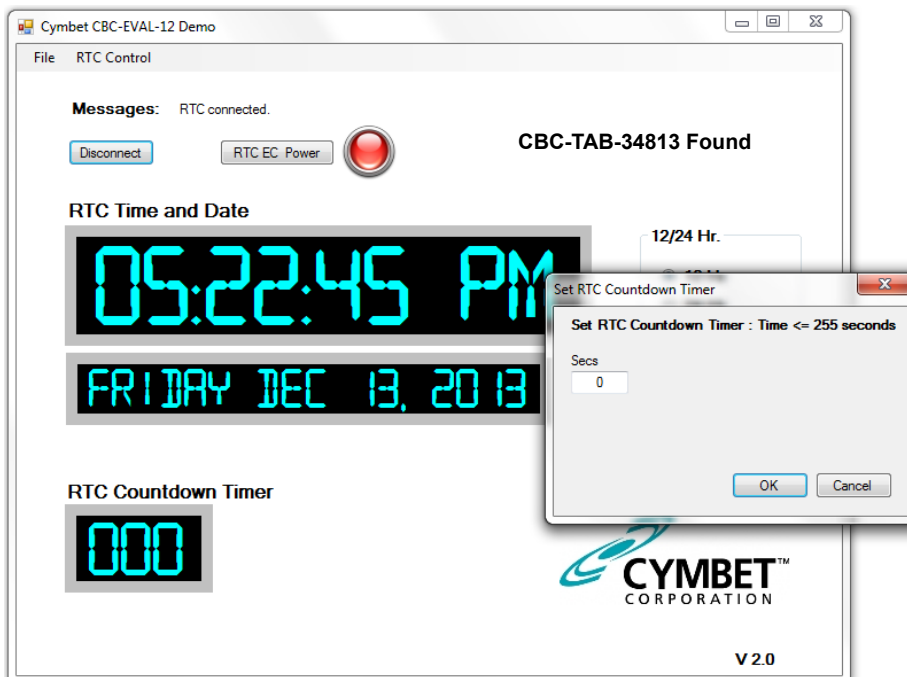 Cymbet CBC-EVAL-12 Demo
File RTC Control
Messages: RTC connected.
Disconnect RTC EC Power
CBC-TAB-34813 Found
RTC Time and Date
05:22:45 PM
12/24 Hr.
FRIDAY DEC 13, 2013
Set RTC Countdown Timer
Set RTC Countdown Timer : Time <= 255 seconds
Secs
0
OK Cancel
RTC Countdown Timer
000
CYMBET™
CORPORATION
V 2.0